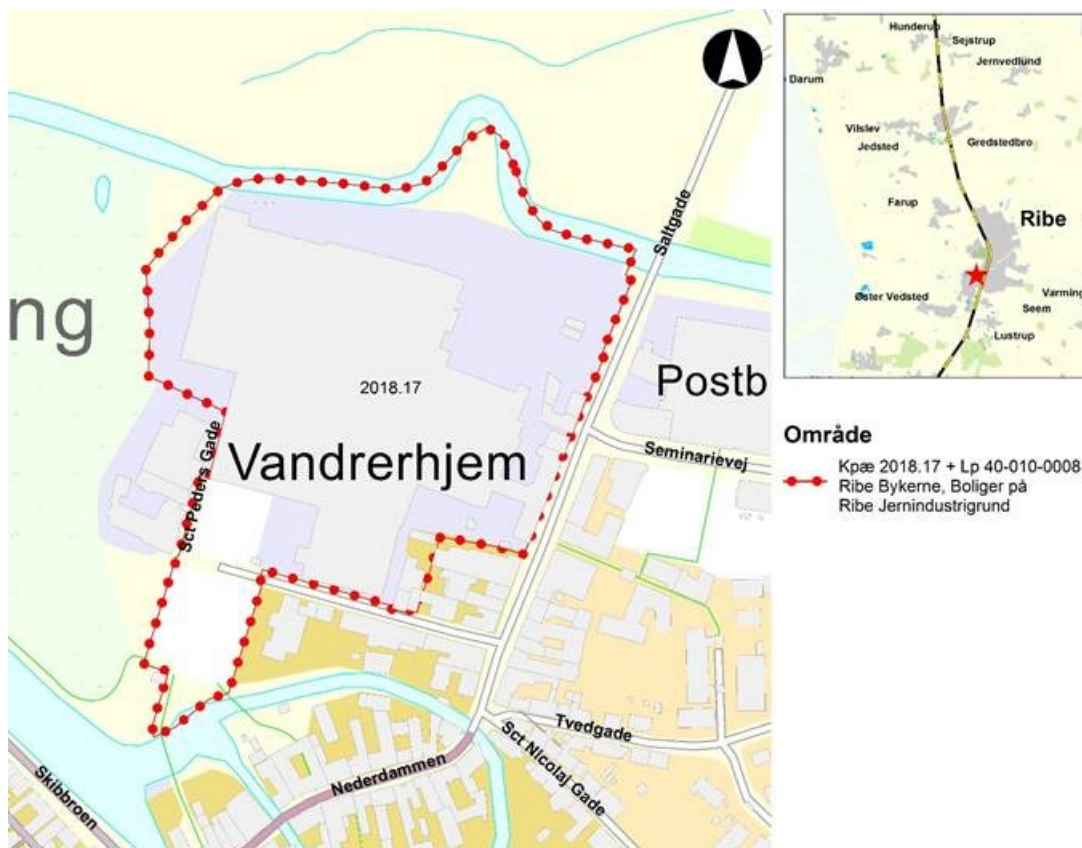 ng
2018.17
Vandrerhjem
Postb
Saltgade
Seminarievej
Sct Peders Gade
Tvedgade
Sct Nicolaj Gade
Nederdammen
Skibbroen
Hunderup
Sejstrup
Jernvedlund
Darum
Vilslev
Jedsted
Gredstedbro
Farup
Ribe
Øster Vedsted
Varming
Seem
Lustrup
Område
Kpæ 2018.17 + Lp 40-010-0008
Ribe Bykerne, Boliger på
Ribe Jernindustrigrund